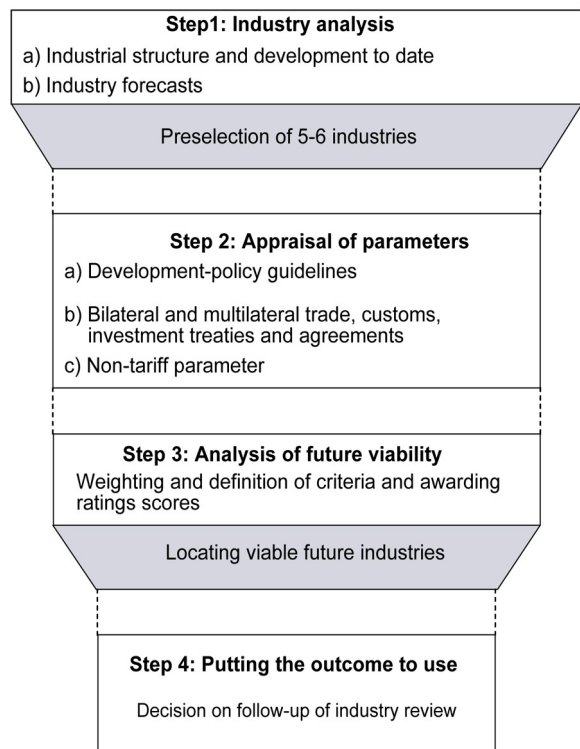 Step1: Industry analysis
a) Industrial structure and development to date
b) Industry forecasts
Preselection of 5-6 industries
Step 2: Appraisal of parameters
a) Development-policy guidelines
b) Bilateral and multilateral trade, customs,
investment treaties and agreements
c) Non-tariff parameter
Step 3: Analysis of future viability
Weighting and definition of criteria and awarding
ratings scores
Locating viable future industries
Step 4: Putting the outcome to use
Decision on follow-up of industry review